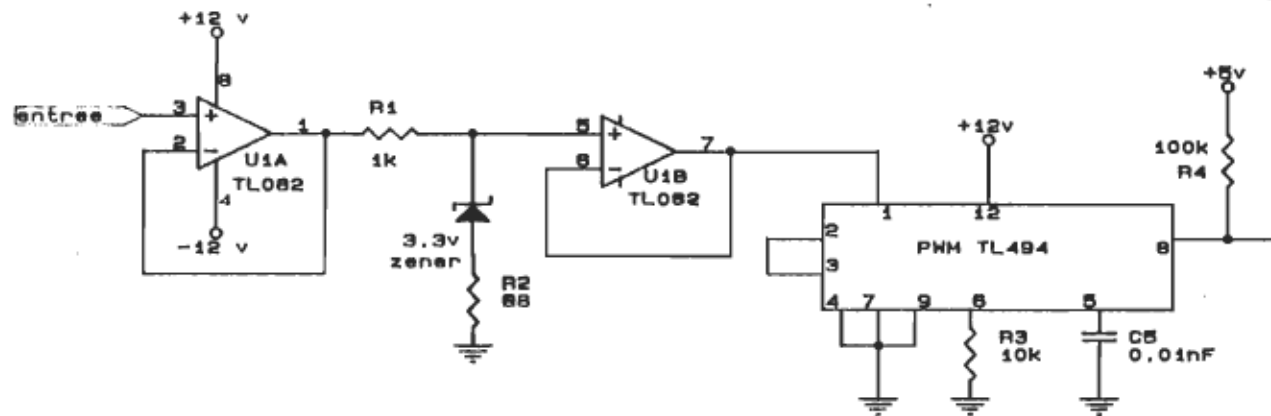 +12 v
8
entree
3
+
1
2
-
U1A
TL082
4
-12 v
R1
1k
3.3v
zener
R2
68
5
+
7
6
-
U1B
TL082
+12v
+5v
100k
R4
1
12
2
PWM TL494
8
3
4
7
9
6
5
R3
10k
C5
0.01nF